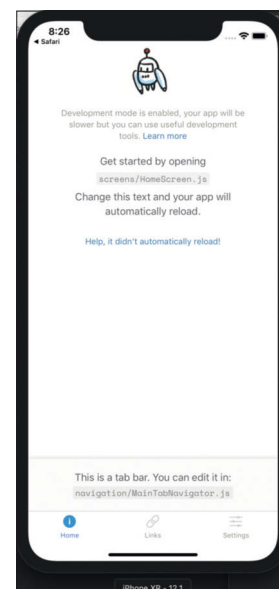 8:26
◀ Safari
Development mode is enabled, your app will be
slower but you can use useful development
tools. Learn more
Get started by opening
screens/HomeScreen.js
Change this text and your app will
automatically reload.
Help, it didn't automatically reload!
This is a tab bar. You can edit it in:
navigation/MainTabNavigator.js
Home
Links
Settings
iPhone XR - 12.1